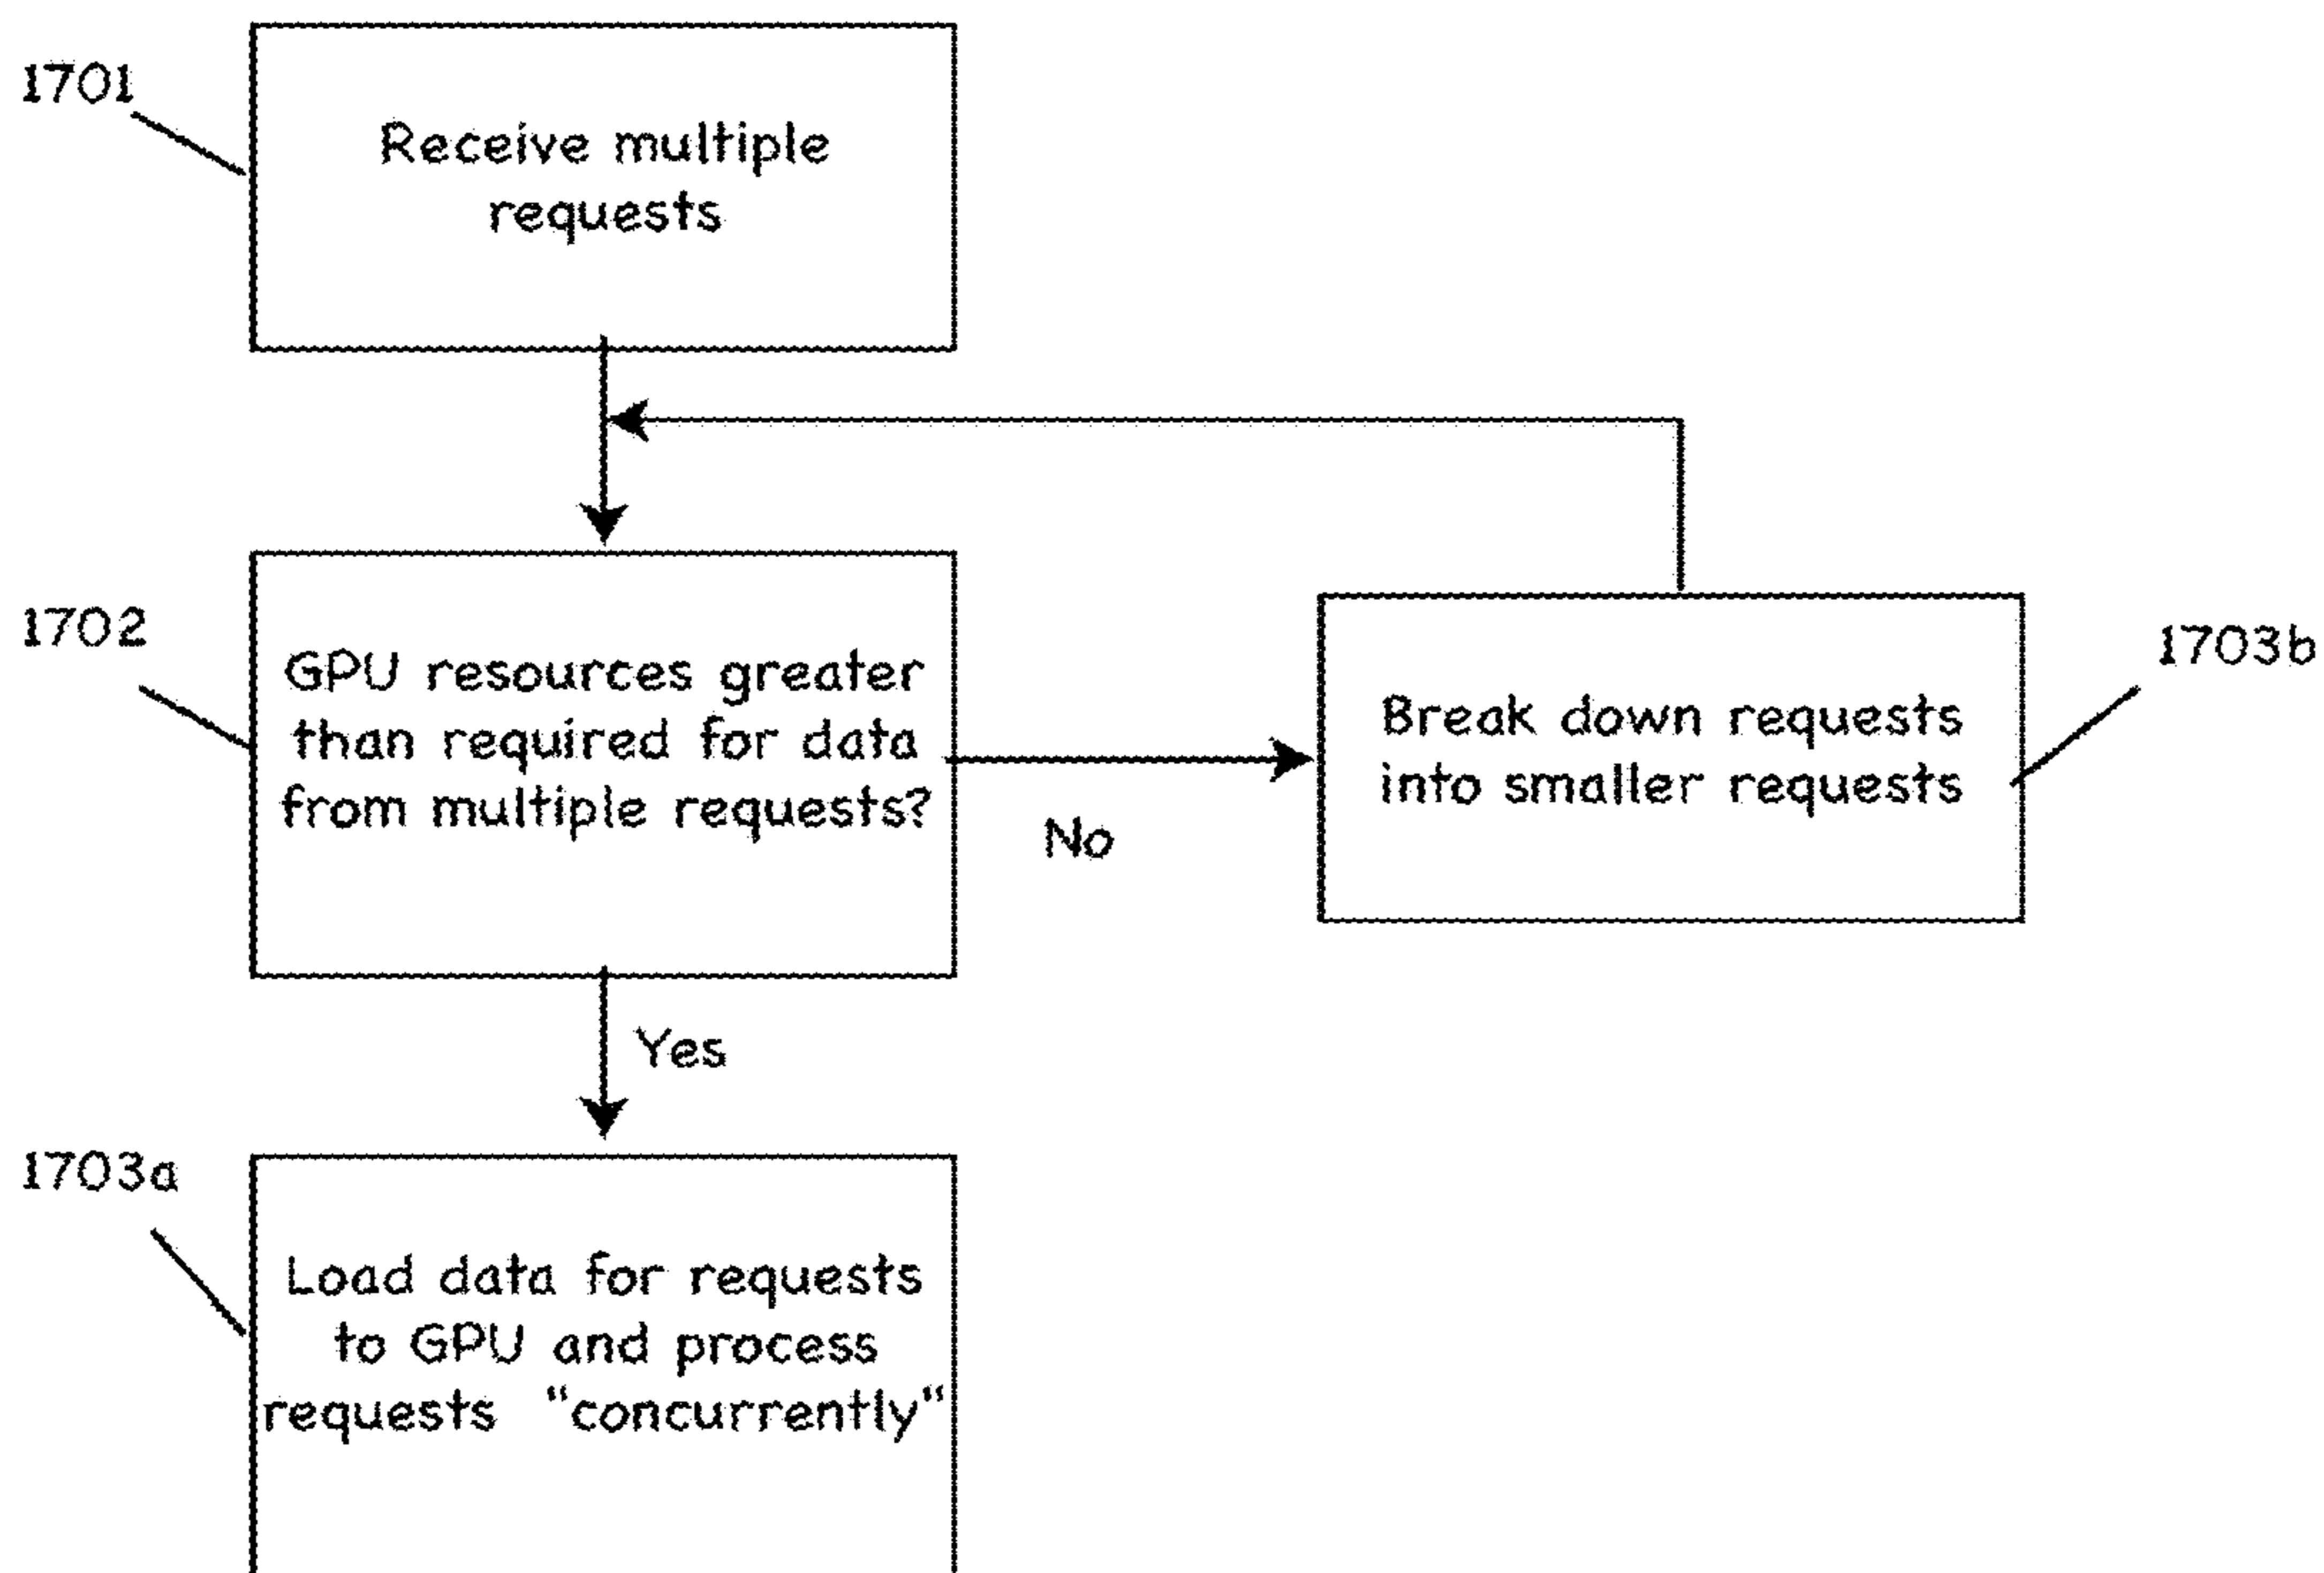 1701
Receive multiple
requests
1702
GPU resources greater
than required for data
from multiple requests?
No
Break down requests
into smaller requests
1703b
Yes
1703a
Load data for requests
to GPU and process
requests "concurrently"